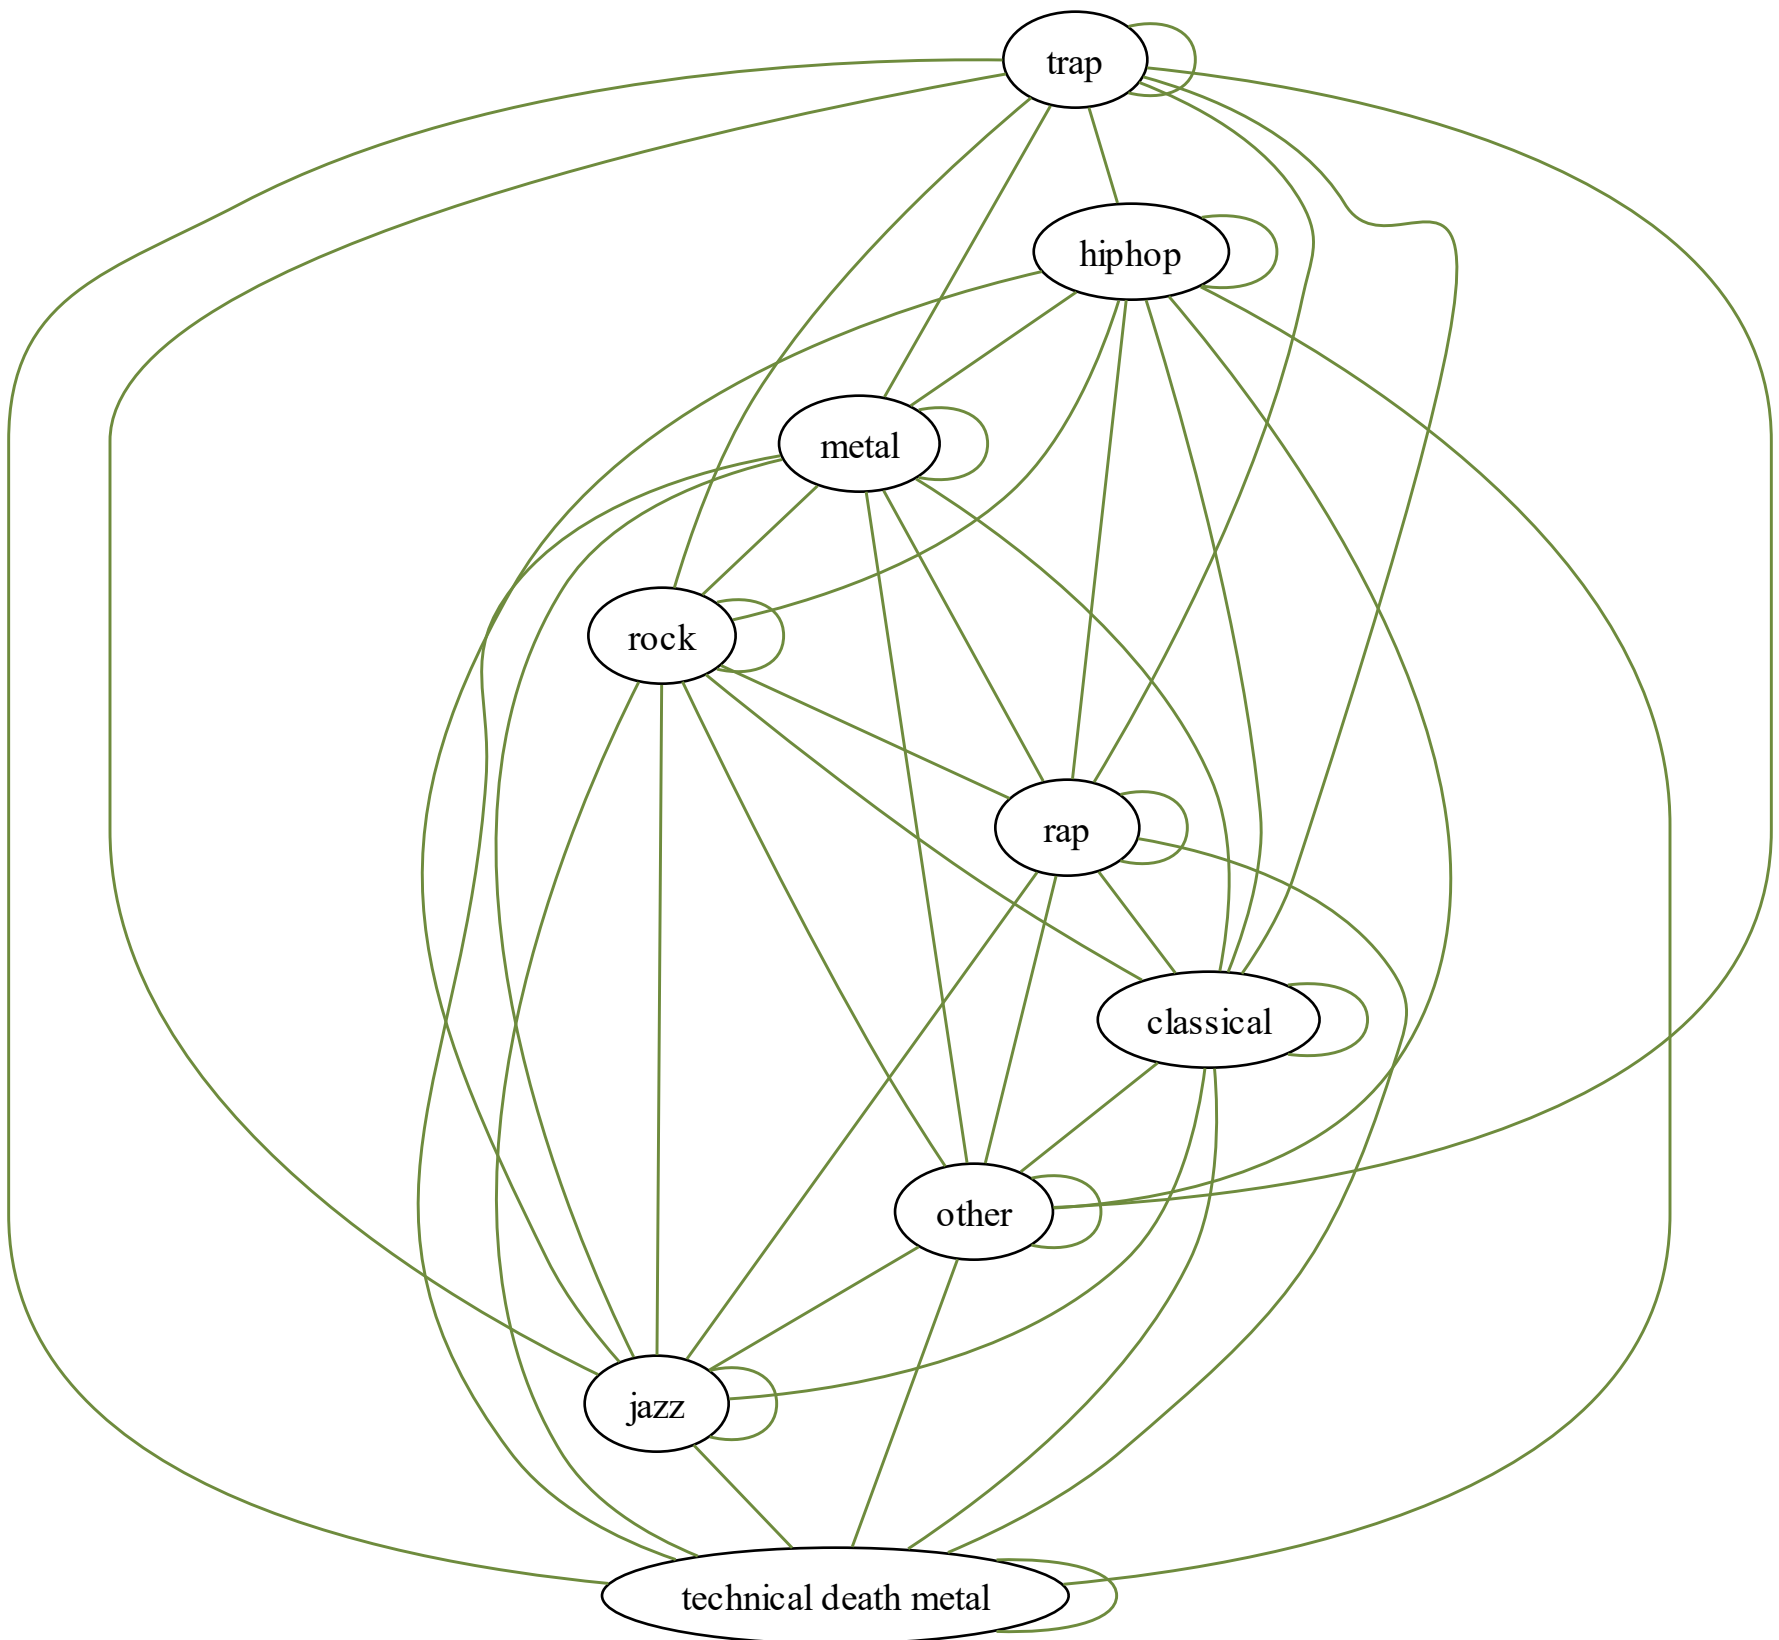 trap
hiphop
metal
rock
rap
classical
other
jazz
technical death metal